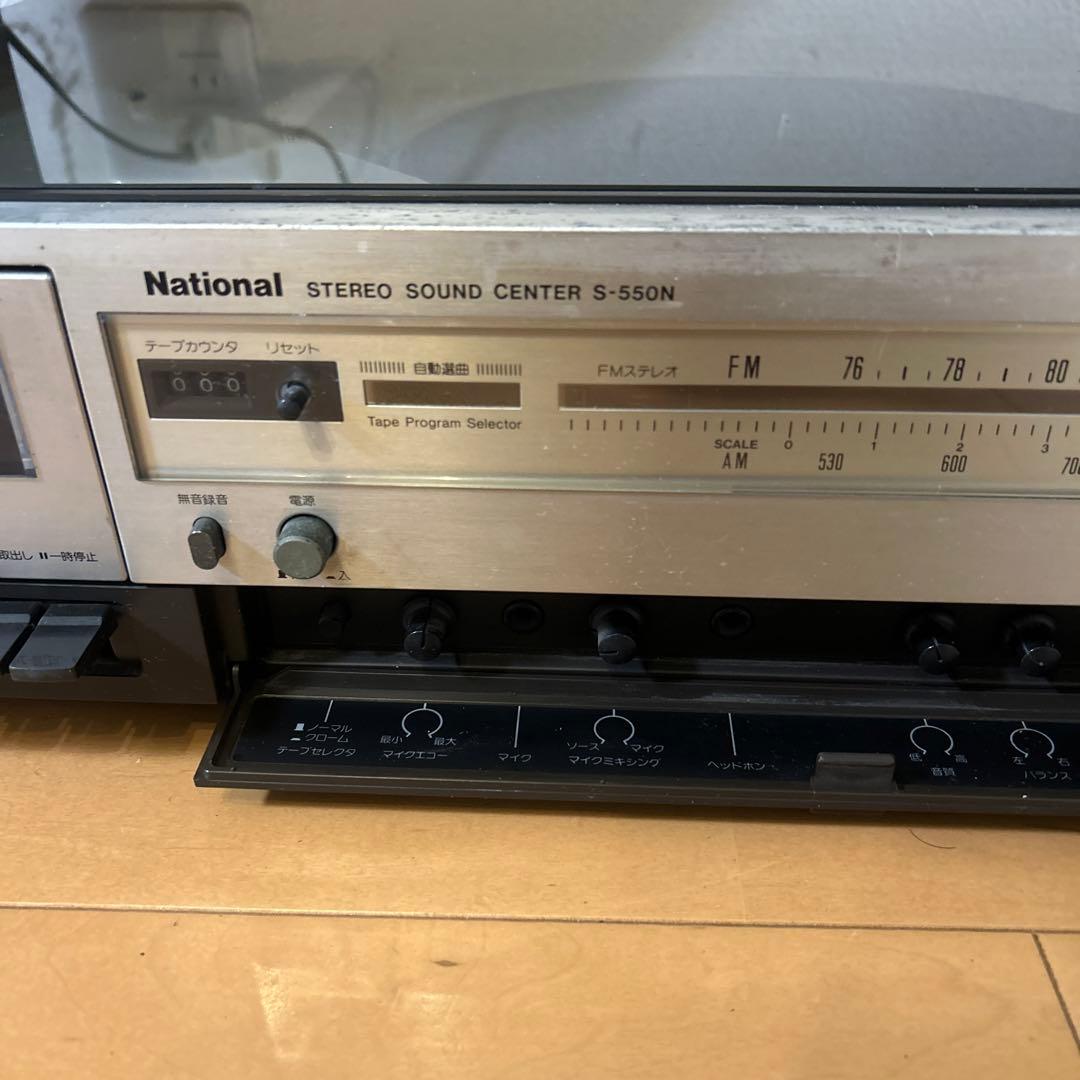 National STEREO SOUND CENTER S-550N
テープカウンタ リセット
000
自動選曲
Tape Program Selector
FMステレオ FM 76 78 80
SCALE 0 1 2 3
AM 530 600
無音録音 電源
取出し 一時停止
入
ノーマル
クローム
テープセレクタ
最小 最大
マイクエコー
マイク
ソース マイク
マイクミキシング
ヘッドホン
低 高
音質
左 右
バランス